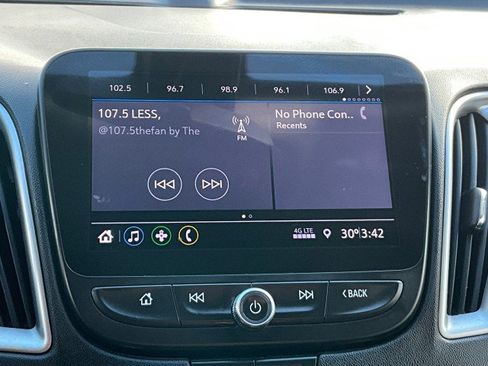 102.5 96.7 98.9 96.1 106.9
107.5 LESS,
@107.5thefan by The
FM
No Phone Con..
Recents
4G LTE
30° 3:42
BACK